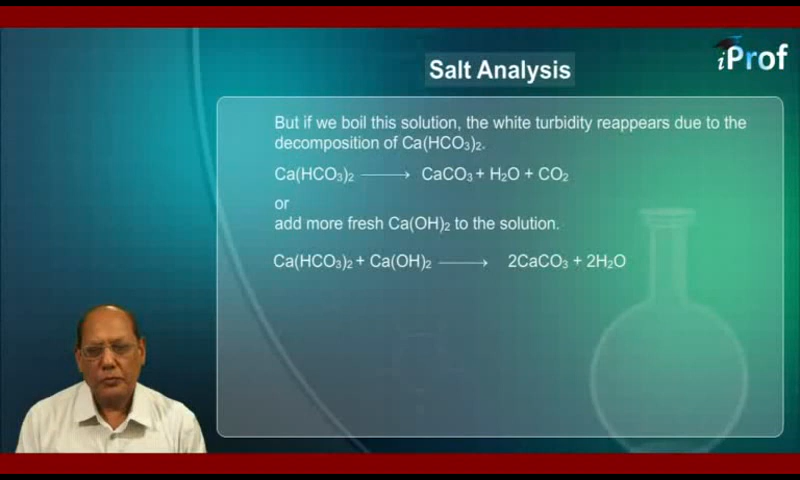 iProf
Salt Analysis
But if we boil this solution, the white turbidity reappears due to the
decomposition of Ca(HCO₃)₂.
Ca(HCO₃)₂ ⟶ CaCO₃ + H₂O + CO₂
or
add more fresh Ca(OH)₂ to the solution.
Ca(HCO₃)₂ + Ca(OH)₂ ⟶ 2CaCO₃ + 2H₂O